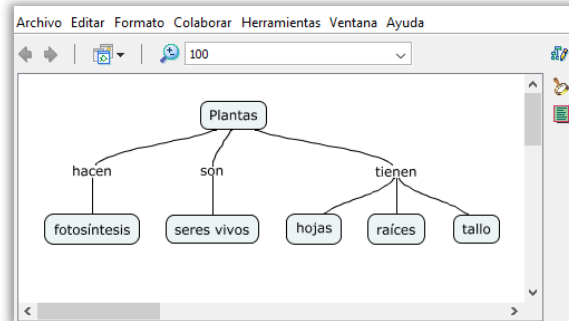 Archivo Editar Formato Colaborar Herramientas Ventana Ayuda
100
Plantas
hacen son tienen
fotosíntesis seres vivos hojas raíces tallo